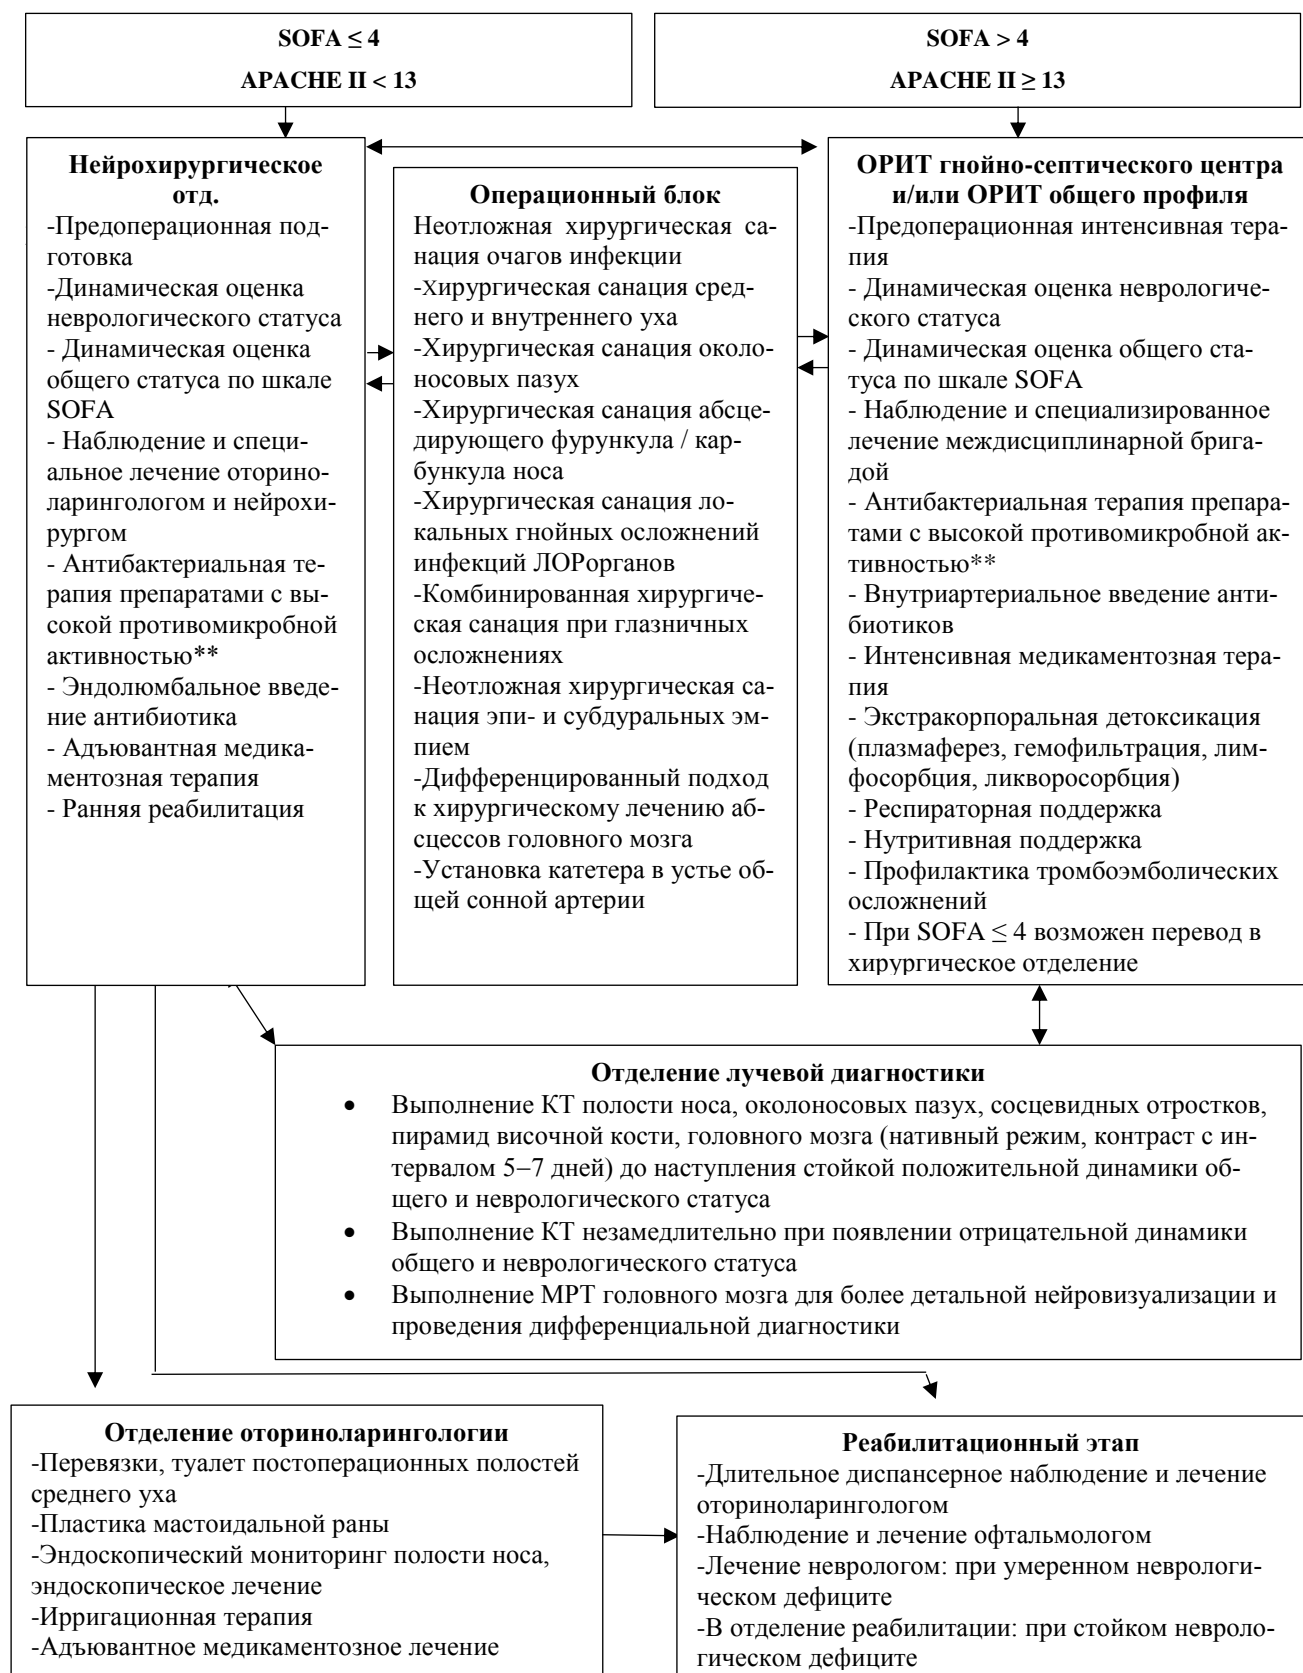 SOFA ≤ 4
APACHE II < 13
SOFA > 4
APACHE II ≥ 13
Нейрохирургическое
отд.
-Предоперационная под-
готовка
-Динамическая оценка
неврологического статуса
- Динамическая оценка
общего статуса по шкале
SOFA
- Наблюдение и специ-
альное лечение оторино-
ларингологом и нейрохи-
рургом
- Антибактериальная те-
рапия препаратами с вы-
сокой противомикробной
активностью**
- Эндолюмбальное введе-
ние антибиотика
- Адъювантная медика-
ментозная терапия
- Ранняя реабилитация
Операционный блок
Неотложная хирургическая са-
нация очагов инфекции
-Хирургическая санация сред-
него и внутреннего уха
-Хирургическая санация около-
носовых пазух
-Хирургическая санация абсце-
дирующего фурункула / кар-
бункула носа
-Хирургическая санация ло-
кальных гнойных осложнений
инфекций ЛОРорганов
-Комбинированная хирургиче-
ская санация при глазничных
осложнениях
-Неотложная хирургическая са-
нация эпи- и субдуральных эм-
пием
-Дифференцированный подход
к хирургическому лечению аб-
сцессов головного мозга
-Установка катетера в устье об-
щей сонной артерии
ОРИТ гнойно-септического центра
и/или ОРИТ общего профиля
-Предоперационная интенсивная тера-
пия
- Динамическая оценка неврологиче-
ского статуса
- Динамическая оценка общего ста-
туса по шкале SOFA
- Наблюдение и специализированное
лечение междисциплинарной брига-
дой
- Антибактериальная терапия препара-
тами с высокой противомикробной ак-
тивностью**
- Внутриартериальное введение анти-
биотиков
- Интенсивная медикаментозная тера-
пия
- Экстракорпоральная детоксикация
(плазмаферез, гемофильтрация, лим-
фосорбция, ликворосорбция)
- Респираторная поддержка
- Нутритивная поддержка
- Профилактика тромбоэмболических
осложнений
- При SOFA ≤ 4 возможен перевод в
хирургическое отделение
Отделение лучевой диагностики
• Выполнение КТ полости носа, околоносовых пазух, сосцевидных отростков,
пирамид височной кости, головного мозга (нативный режим, контраст с ин-
тервалом 5–7 дней) до наступления стойкой положительной динамики об-
щего и неврологического статуса
• Выполнение КТ незамедлительно при появлении отрицательной динамики
общего и неврологического статуса
• Выполнение МРТ головного мозга для более детальной нейровизуализации и
проведения дифференциальной диагностики
Отделение оториноларингологии
-Перевязки, туалет постоперационных полостей
среднего уха
-Пластика мастоидальной раны
-Эндоскопический мониторинг полости носа,
эндоскопическое лечение
-Ирригационная терапия
-Адъювантное медикаментозное лечение
Реабилитационный этап
-Длительное диспансерное наблюдение и лечение
оториноларингологом
-Наблюдение и лечение офтальмологом
-Лечение неврологом: при умеренном неврологи-
ческом дефиците
-В отделение реабилитации: при стойком невроло-
гическом дефиците